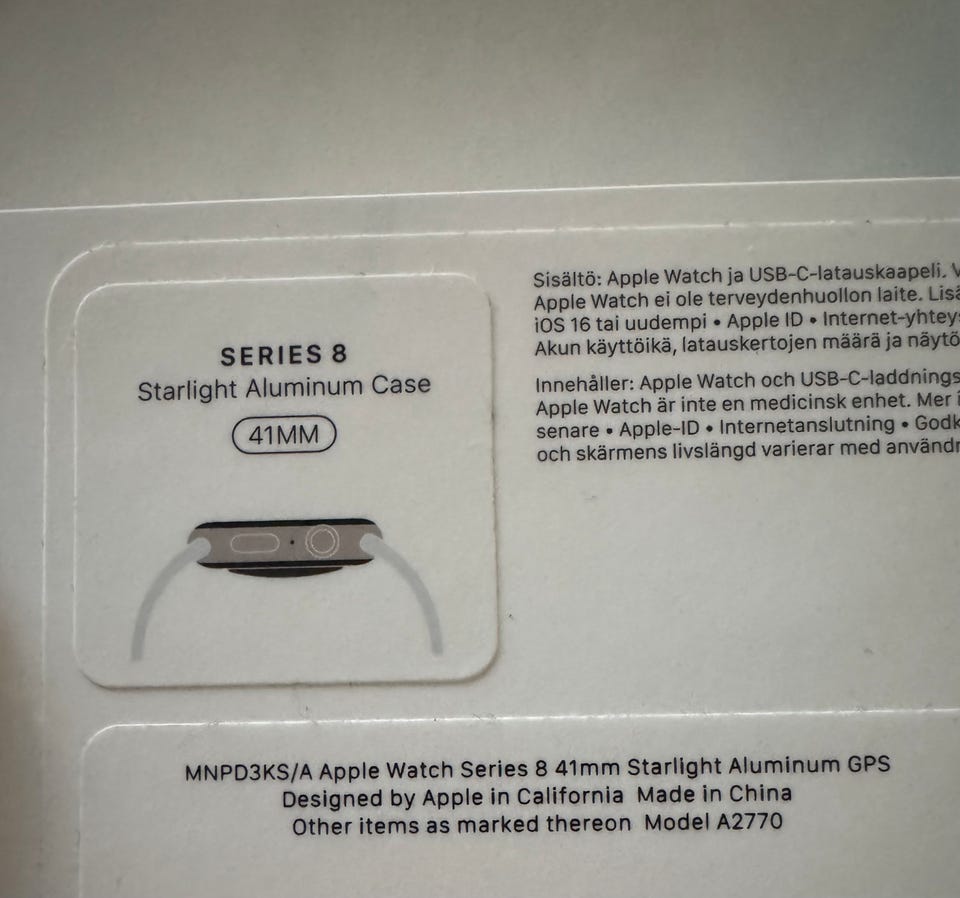 SERIES 8
Starlight Aluminum Case
41MM
Sisältö: Apple Watch ja USB-C-latauskaapeli.
Apple Watch ei ole terveydenhuollon laite.
iOS 16 tai uudempi • Apple ID •
Akun käyttöikä, latauskertojen määrä ja
Innehåller: Apple Watch och
Apple Watch är inte en medicinsk enhet. Mer
senare • Apple-ID • Internetanslutning •
och skärmens livslängd varierar med
MNPD3KS/A Apple Watch Series 8 41mm Starlight Aluminum GPS
Designed by Apple in California Made in China
Other items as marked thereon Model A2770